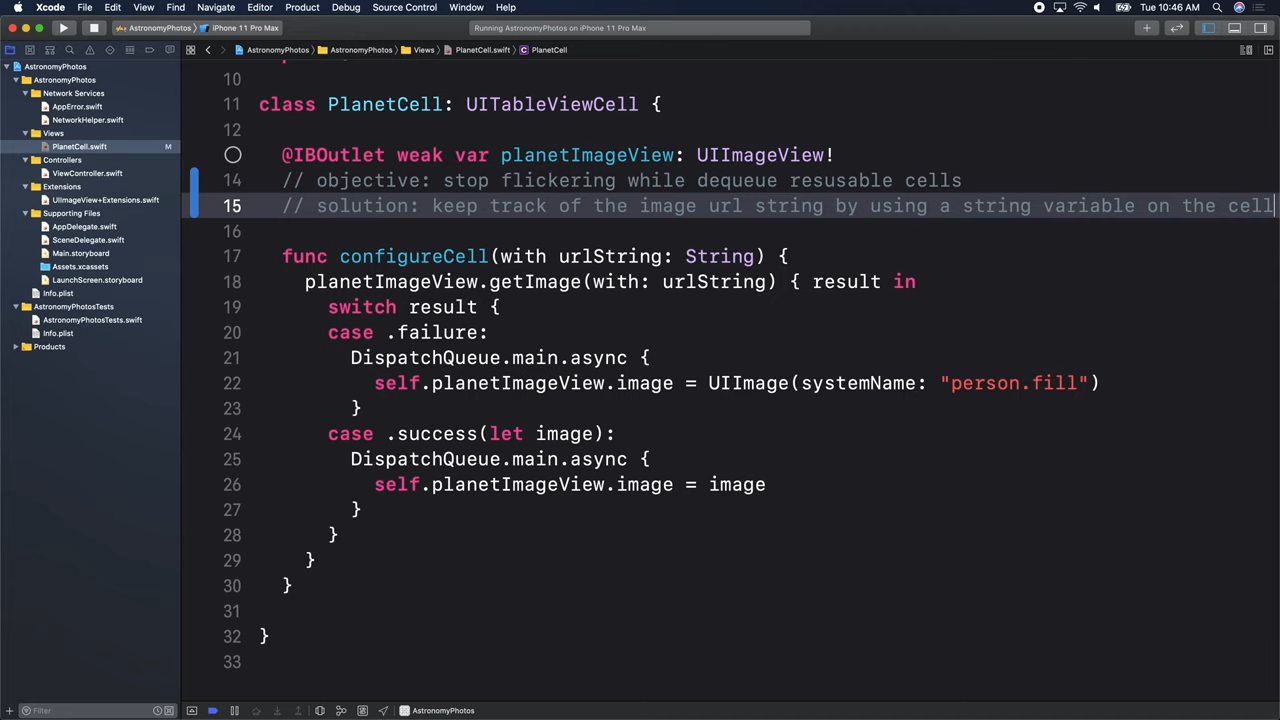 Xcode File Edit View Find Navigate Editor Product Debug Source Control Window Help Tue 10:46 AM
AstronomyPhotos iPhone 11 Pro Max Running AstronomyPhotos on iPhone 11 Pro Max
AstronomyPhotos AstronomyPhotos Views PlanetCell.swift C PlanetCell
AstronomyPhotos
AstronomyPhotos
Network Services
AppError.swift
NetworkHelper.swift
Views
PlanetCell.swift M
Controllers
ViewController.swift
Extensions
UIImageView+Extensions.swift
Supporting Files
AppDelegate.swift
SceneDelegate.swift
Main.storyboard
Assets.xcassets
LaunchScreen.storyboard
Info.plist
AstronomyPhotosTests
AstronomyPhotosTests.swift
Info.plist
Products
10
11 class PlanetCell: UITableViewCell {
12
@IBOutlet weak var planetImageView: UIImageView!
14 // objective: stop flickering while dequeue resusable cells
15 // solution: keep track of the image url string by using a string variable on the cell
16
17 func configureCell(with urlString: String) {
18 planetImageView.getImage(with: urlString) { result in
19 switch result {
20 case .failure:
21 DispatchQueue.main.async {
22 self.planetImageView.image = UIImage(systemName: "person.fill")
23 }
24 case .success(let image):
25 DispatchQueue.main.async {
26 self.planetImageView.image = image
27 }
28 }
29 }
30 }
31
32 }
33
Filter
AstronomyPhotos